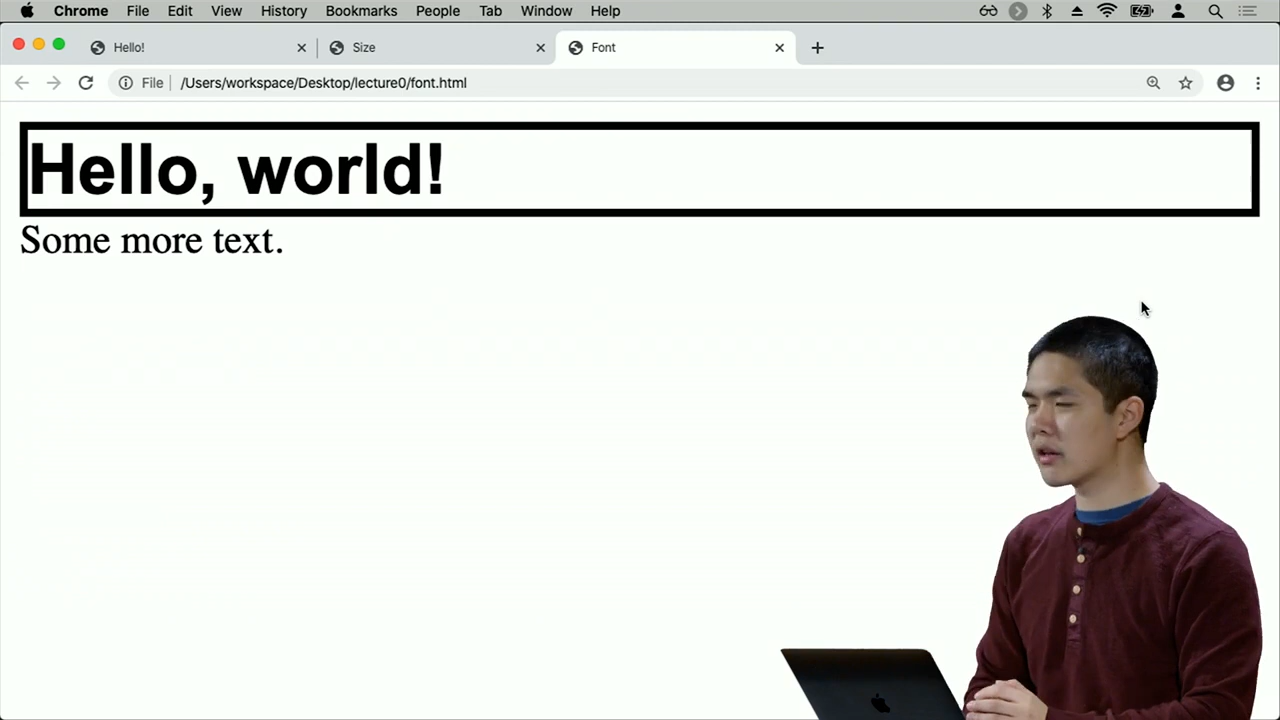 Chrome File Edit View History Bookmarks People Tab Window Help
Hello! Size Font
File /Users/workspace/Desktop/lecture0/font.html
Hello, world!
Some more text.